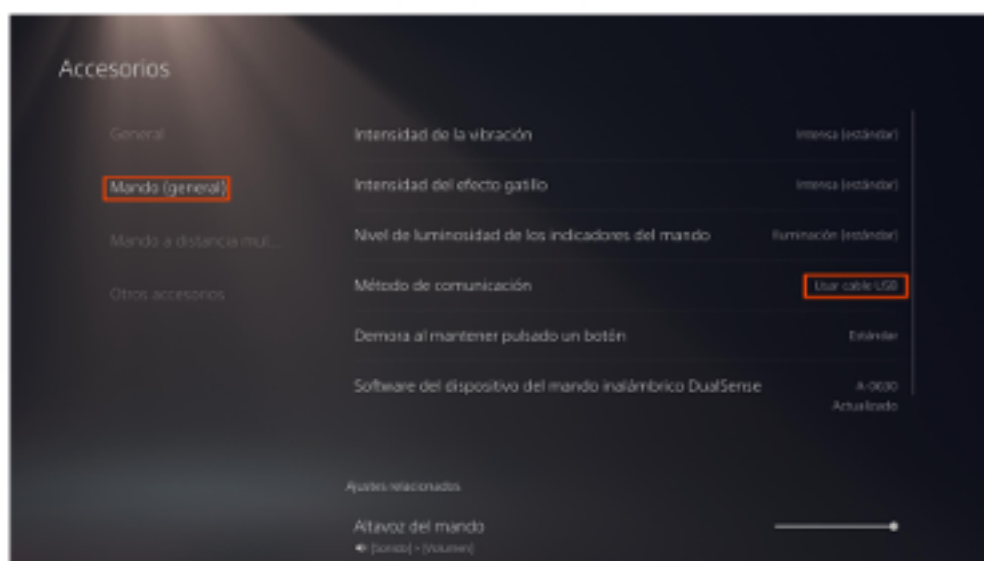 Accesorios
General
Mando (general)
Mando a distancia mul...
Otros accesorios
Intensidad de la vibración Intensa (estándar)
Intensidad del efecto gatillo Intensa (estándar)
Nivel de luminosidad de los indicadores del mando Iluminación (estándar)
Método de comunicación Usar cable USB
Demora al mantener pulsado un botón Estándar
Software del dispositivo del mando inalámbrico DualSense A-0630
Actualizado
Ajustes relacionados
Altavoz del mando
[Sonido] > [Volumen]